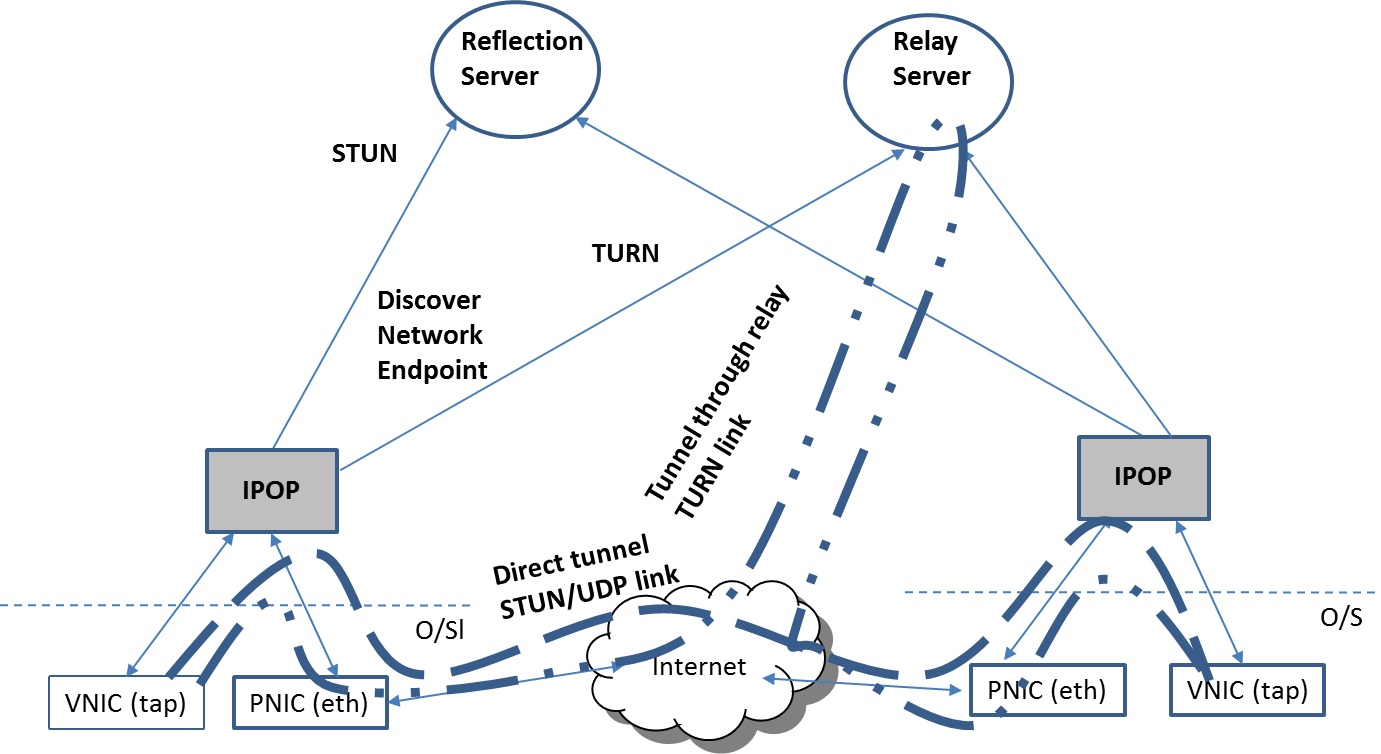 Reflection
Server
Relay
Server
STUN
TURN
Discover
Network
Endpoint
Tunnel through relay
TURN link
IPOP
IPOP
Direct tunnel
STUN/UDP link
O/Sl
O/S
Internet
VNIC (tap)
PNIC (eth)
PNIC (eth)
VNIC (tap)